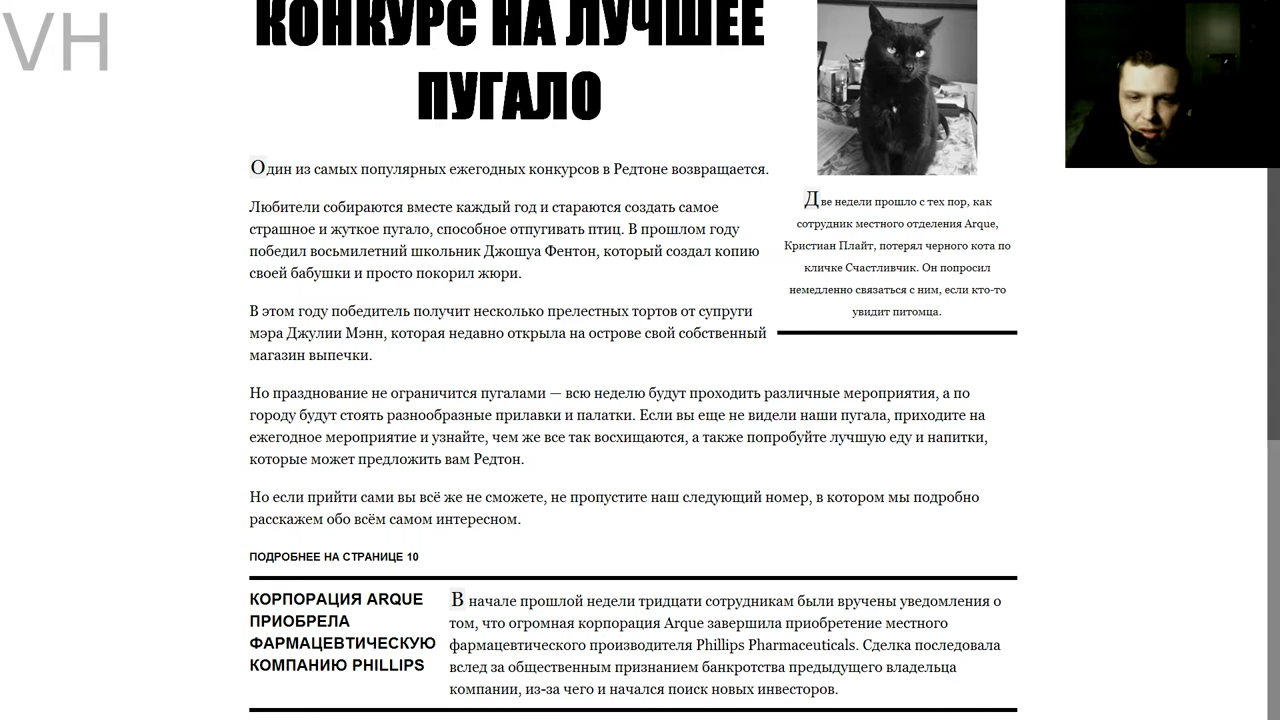 VH
КОНКУРС НА ЛУЧШЕЕ
ПУГАЛО
Один из самых популярных ежегодных конкурсов в Редтоне возвращается.
Любители собираются вместе каждый год и стараются создать самое
страшное и жуткое пугало, способное отпугивать птиц. В прошлом году
победил восьмилетний школьник Джошуа Фентон, который создал копию
своей бабушки и просто покорил жюри.
В этом году победитель получит несколько прелестных тортов от супруги
мэра Джулии Мэнн, которая недавно открыла на острове свой собственный
магазин выпечки.
Две недели прошло с тех пор, как
сотрудник местного отделения Arque,
Кристиан Плайт, потерял черного кота по
кличке Счастливчик. Он попросил
немедленно связаться с ним, если кто-то
увидит питомца.
Но празднование не ограничится пугалами — всю неделю будут проходить различные мероприятия, а по
городу будут стоять разнообразные прилавки и палатки. Если вы еще не видели наши пугала, приходите на
ежегодное мероприятие и узнайте, чем же все так восхищаются, а также попробуйте лучшую еду и напитки,
которые может предложить вам Редтон.
Но если прийти сами вы всё же не сможете, не пропустите наш следующий номер, в котором мы подробно
расскажем обо всём самом интересном.
ПОДРОБНЕЕ НА СТРАНИЦЕ 10
КОРПОРАЦИЯ ARQUE
ПРИОБРЕЛА
ФАРМАЦЕВТИЧЕСКУЮ
КОМПАНИЮ PHILLIPS
В начале прошлой недели тридцати сотрудникам были вручены уведомления о
том, что огромная корпорация Arque завершила приобретение местного
фармацевтического производителя Phillips Pharmaceuticals. Сделка последовала
вслед за общественным признанием банкротства предыдущего владельца
компании, из-за чего и начался поиск новых инвесторов.